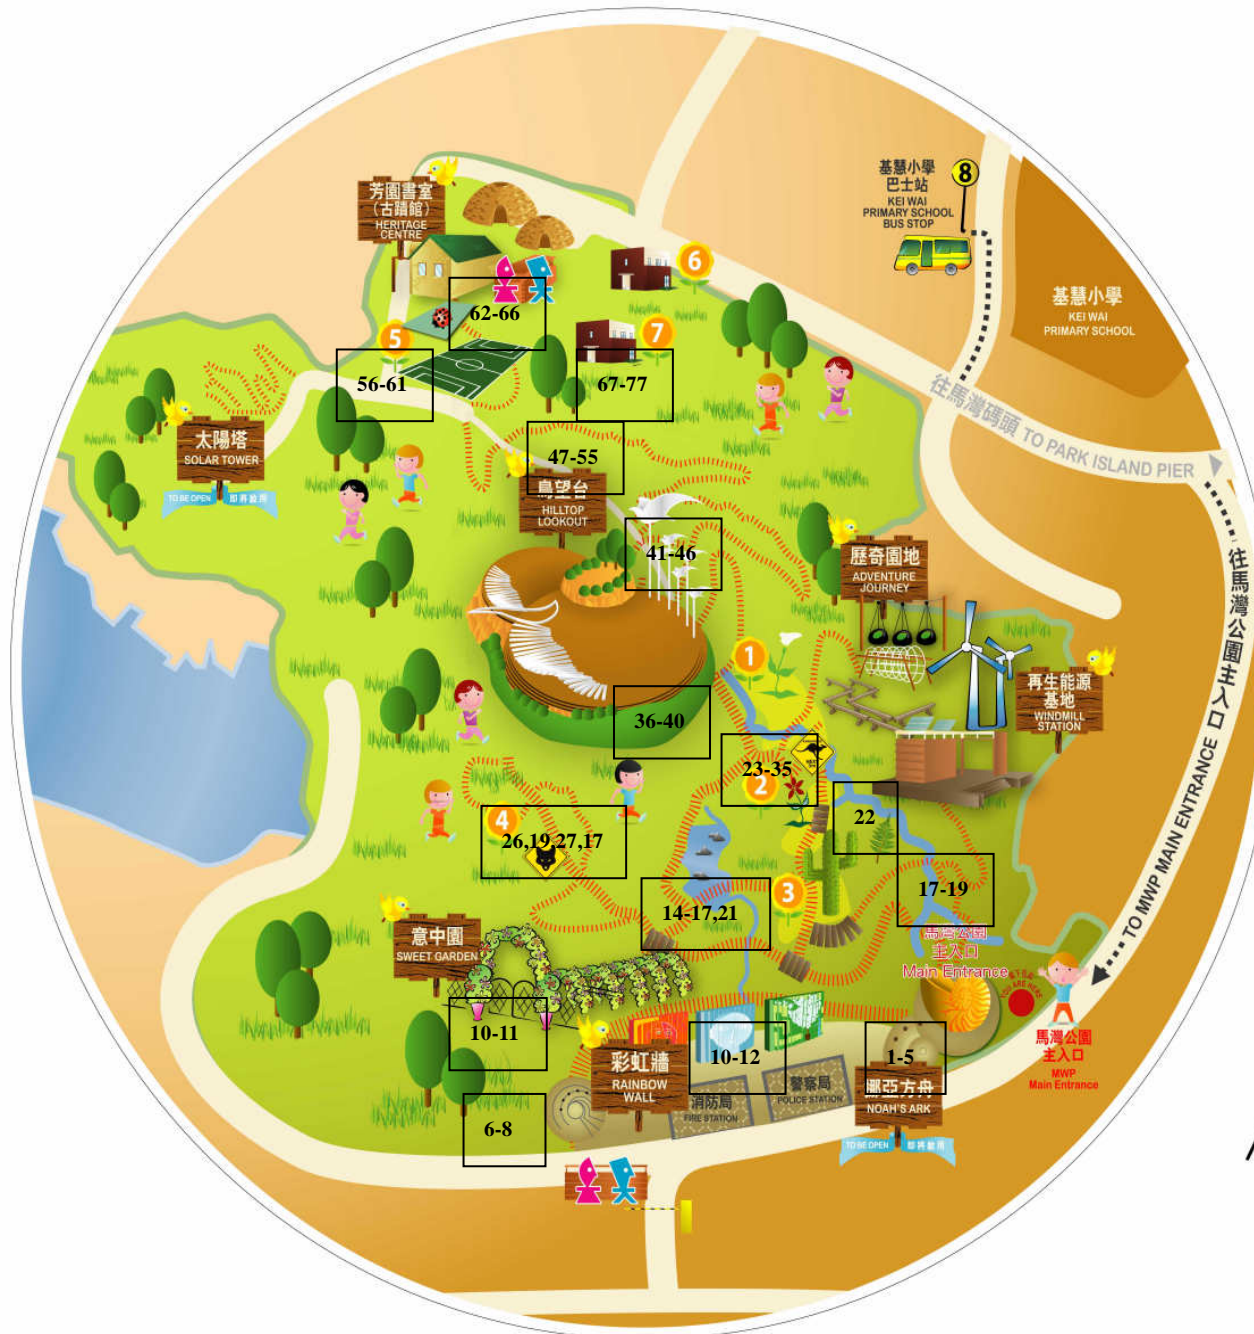 基慧小學
巴士站
KEI WAI
PRIMARY SCHOOL
BUS STOP
8
芳園書室
(古蹟館)
HERITAGE
CENTRE
6
基慧小學
KEI WAI
PRIMARY SCHOOL
62-66
5
7
56-61
67-77
往馬灣碼頭 TO PARK ISLAND PIER
太陽塔
SOLAR TOWER
TO BE OPEN 即將啟用
47-55
鳥望台
HILLTOP
LOOKOUT
41-46
歷奇園地
ADVENTURE
JOURNEY
往馬灣公園主入口 TO MWP MAIN ENTRANCE
1
再生能源
基地
WINDMILL
STATION
36-40
23-35
2
22
4
26,19,27,17
17-19
3
14-17,21
意中園
SWEET GARDEN
馬灣公園
主入口
Main Entrance
YOU ARE HERE
10-11
彩虹牆
RAINBOW
WALL
10-12
1-5
馬灣公園
主入口
MWP
Main Entrance
消防局
FIRE STATION
警察局
POLICE STATION
挪亞方舟
NOAH'S ARK
TO BE OPEN 即將啟用
6-8